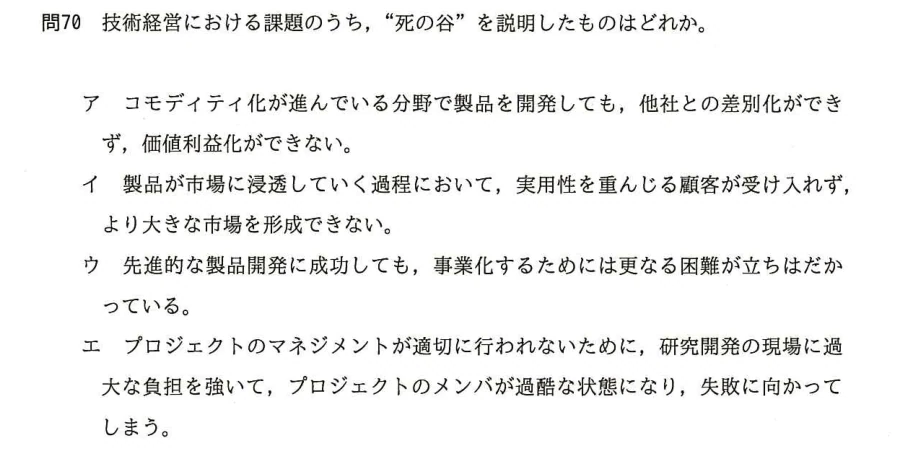 問70　技術経営における課題のうち，“死の谷”を説明したものはどれか。
ア　コモディティ化が進んでいる分野で製品を開発しても，他社との差別化ができ
ず，価値利益化ができない。
イ　製品が市場に浸透していく過程において，実用性を重んじる顧客が受け入れず，
より大きな市場を形成できない。
ウ　先進的な製品開発に成功しても，事業化するためには更なる困難が立ちはだか
っている。
エ　プロジェクトのマネジメントが適切に行われないために，研究開発の現場に過
大な負担を強いて，プロジェクトのメンバが過酷な状態になり，失敗に向かって
しまう。